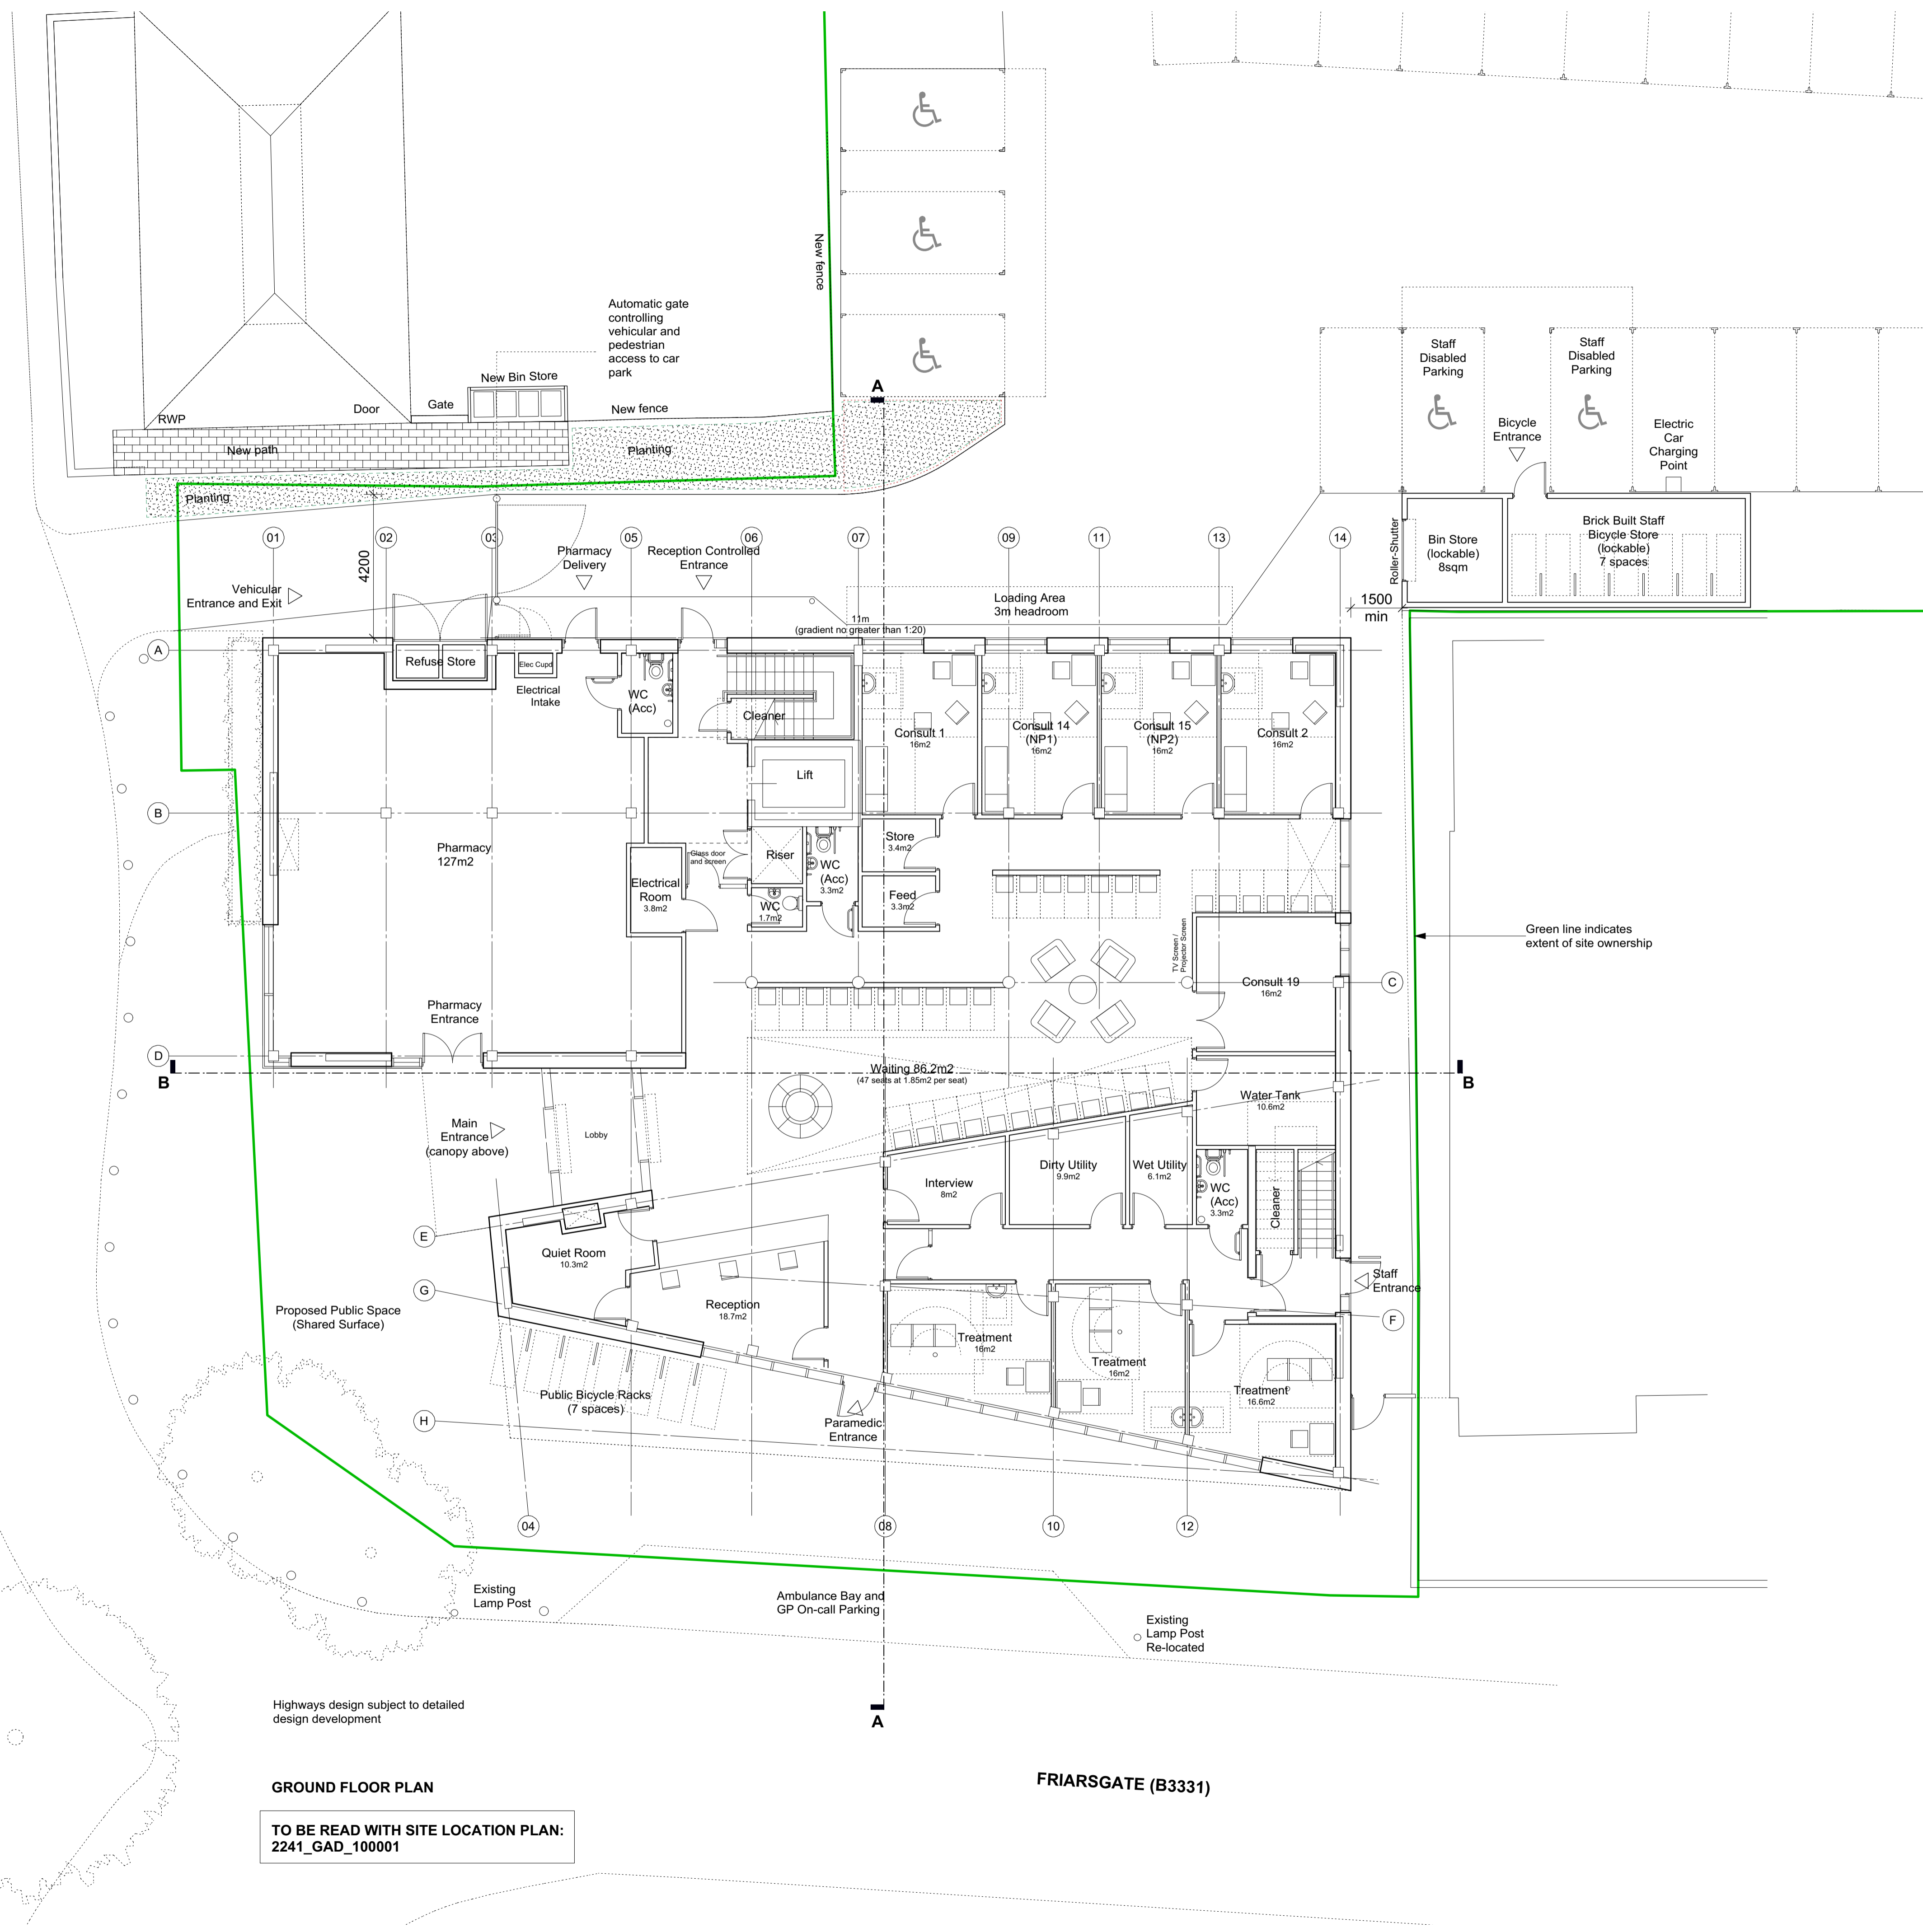 New fence
Automatic gate
controlling
vehicular and
pedestrian
access to car
park
New Bin Store
RWP
Door
Gate
New fence
New path
Planting
Planting
A
Staff
Disabled
Parking
Staff
Disabled
Parking
Bicycle
Entrance
Electric
Car
Charging
Point
Roller-Shutter
Bin Store
(lockable)
8sqm
Brick Built Staff
Bicycle Store
(lockable)
7 spaces
01
02
03
05
06
07
09
11
13
14
4200
Pharmacy
Delivery
Reception Controlled
Entrance
Vehicular
Entrance and Exit
Loading Area
3m headroom
11m
(gradient no greater than 1:20)
1500
min
A
Refuse Store
Elec Cupd
Electrical
Intake
WC
(Acc)
Cleaner
Lift
Consult 1
16m2
Consult 14
(NP1)
16m2
Consult 15
(NP2)
16m2
Consult 2
16m2
B
Pharmacy
127m2
Electrical
Room
3.8m2
Glass door
and screen
Riser
WC
(Acc)
3.3m2
WC
1.7m2
Store
3.4m2
Feed
3.3m2
TV Screen /
Projector Screen
Consult 19
16m2
C
Green line indicates
extent of site ownership
Pharmacy
Entrance
D
B
B
Waiting 86.2m2
(47 seats at 1.85m2 per seat)
Water Tank
10.6m2
Main
Entrance
(canopy above)
Lobby
Interview
8m2
Dirty Utility
9.9m2
Wet Utility
6.1m2
WC
(Acc)
3.3m2
Cleaner
E
Quiet Room
10.3m2
G
Reception
18.7m2
Staff
Entrance
F
Proposed Public Space
(Shared Surface)
Treatment
16m2
Treatment
16m2
Treatment
16.6m2
Public Bicycle Racks
(7 spaces)
H
Paramedic
Entrance
04
08
10
12
Existing
Lamp Post
Ambulance Bay and
GP On-call Parking
Existing
Lamp Post
Re-located
A
Highways design subject to detailed
design development
GROUND FLOOR PLAN
FRIARSGATE (B3331)
TO BE READ WITH SITE LOCATION PLAN:
2241_GAD_100001